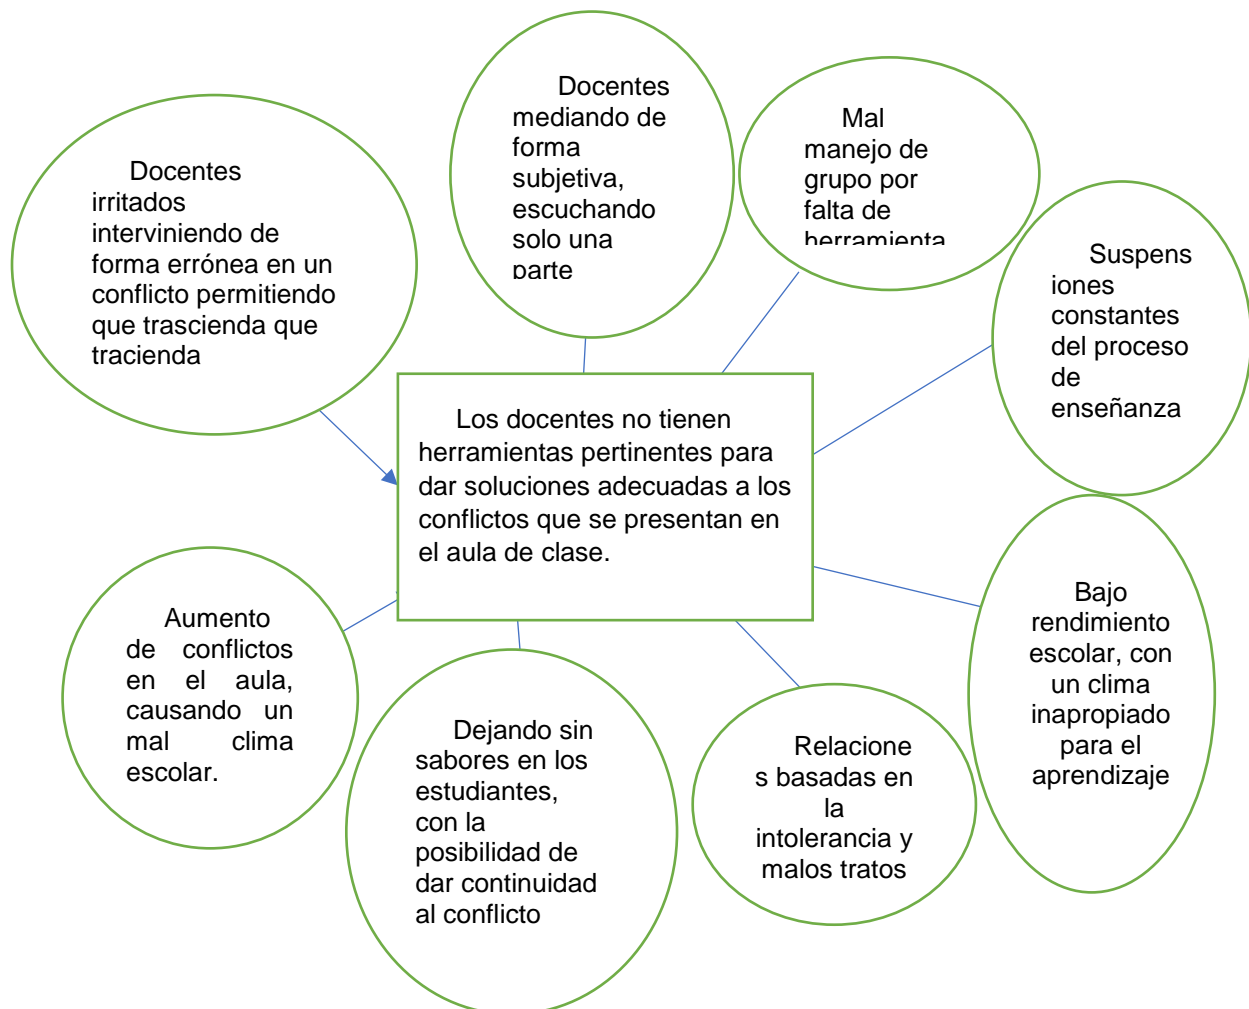 Docentes
irritados
interviniendo de
forma errónea en un
conflicto permitiendo
que trascienda que
tracienda
Docentes
mediando de
forma
subjetiva,
escuchando
solo una
parte
Mal
manejo de
grupo por
falta de
herramienta
Suspens
iones
constantes
del proceso
de
enseñanza
Los docentes no tienen
herramientas pertinentes para
dar soluciones adecuadas a los
conflictos que se presentan en
el aula de clase.
Aumento
de conflictos
en el aula,
causando un
mal clima
escolar.
Dejando sin
sabores en los
estudiantes,
con la
posibilidad de
dar continuidad
al conflicto
Relacione
s basadas en
la
intolerancia y
malos tratos
Bajo
rendimiento
escolar, con
un clima
inapropiado
para el
aprendizaje